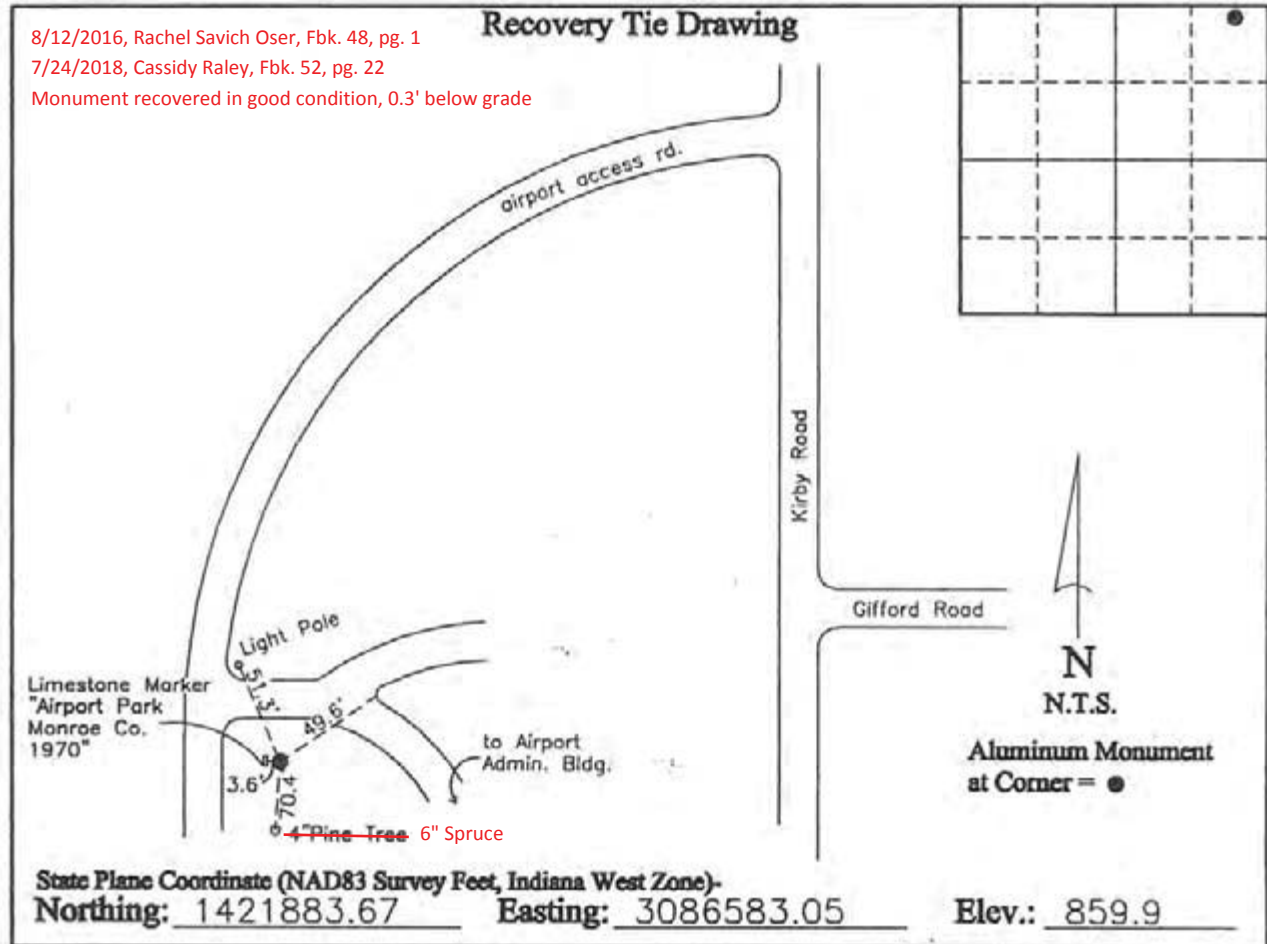 Recovery Tie Drawing
8/12/2016, Rachel Savich Oser, Fbk. 48, pg. 1
7/24/2018, Cassidy Raley, Fbk. 52, pg. 22
Monument recovered in good condition, 0.3' below grade
airport access rd.
Kirby Road
Gifford Road
Light Pole
51.3'
Limestone Marker
"Airport Park
Monroe Co.
1970"
49.6'
3.6'
70.4
to Airport
Admin. Bldg.
4"Pine Tree 6" Spruce
N
N.T.S.
Aluminum Monument
at Corner =
State Plane Coordinate (NAD83 Survey Feet, Indiana West Zone)-
Northing: 1421883.67 Easting: 3086583.05 Elev.: 859.9